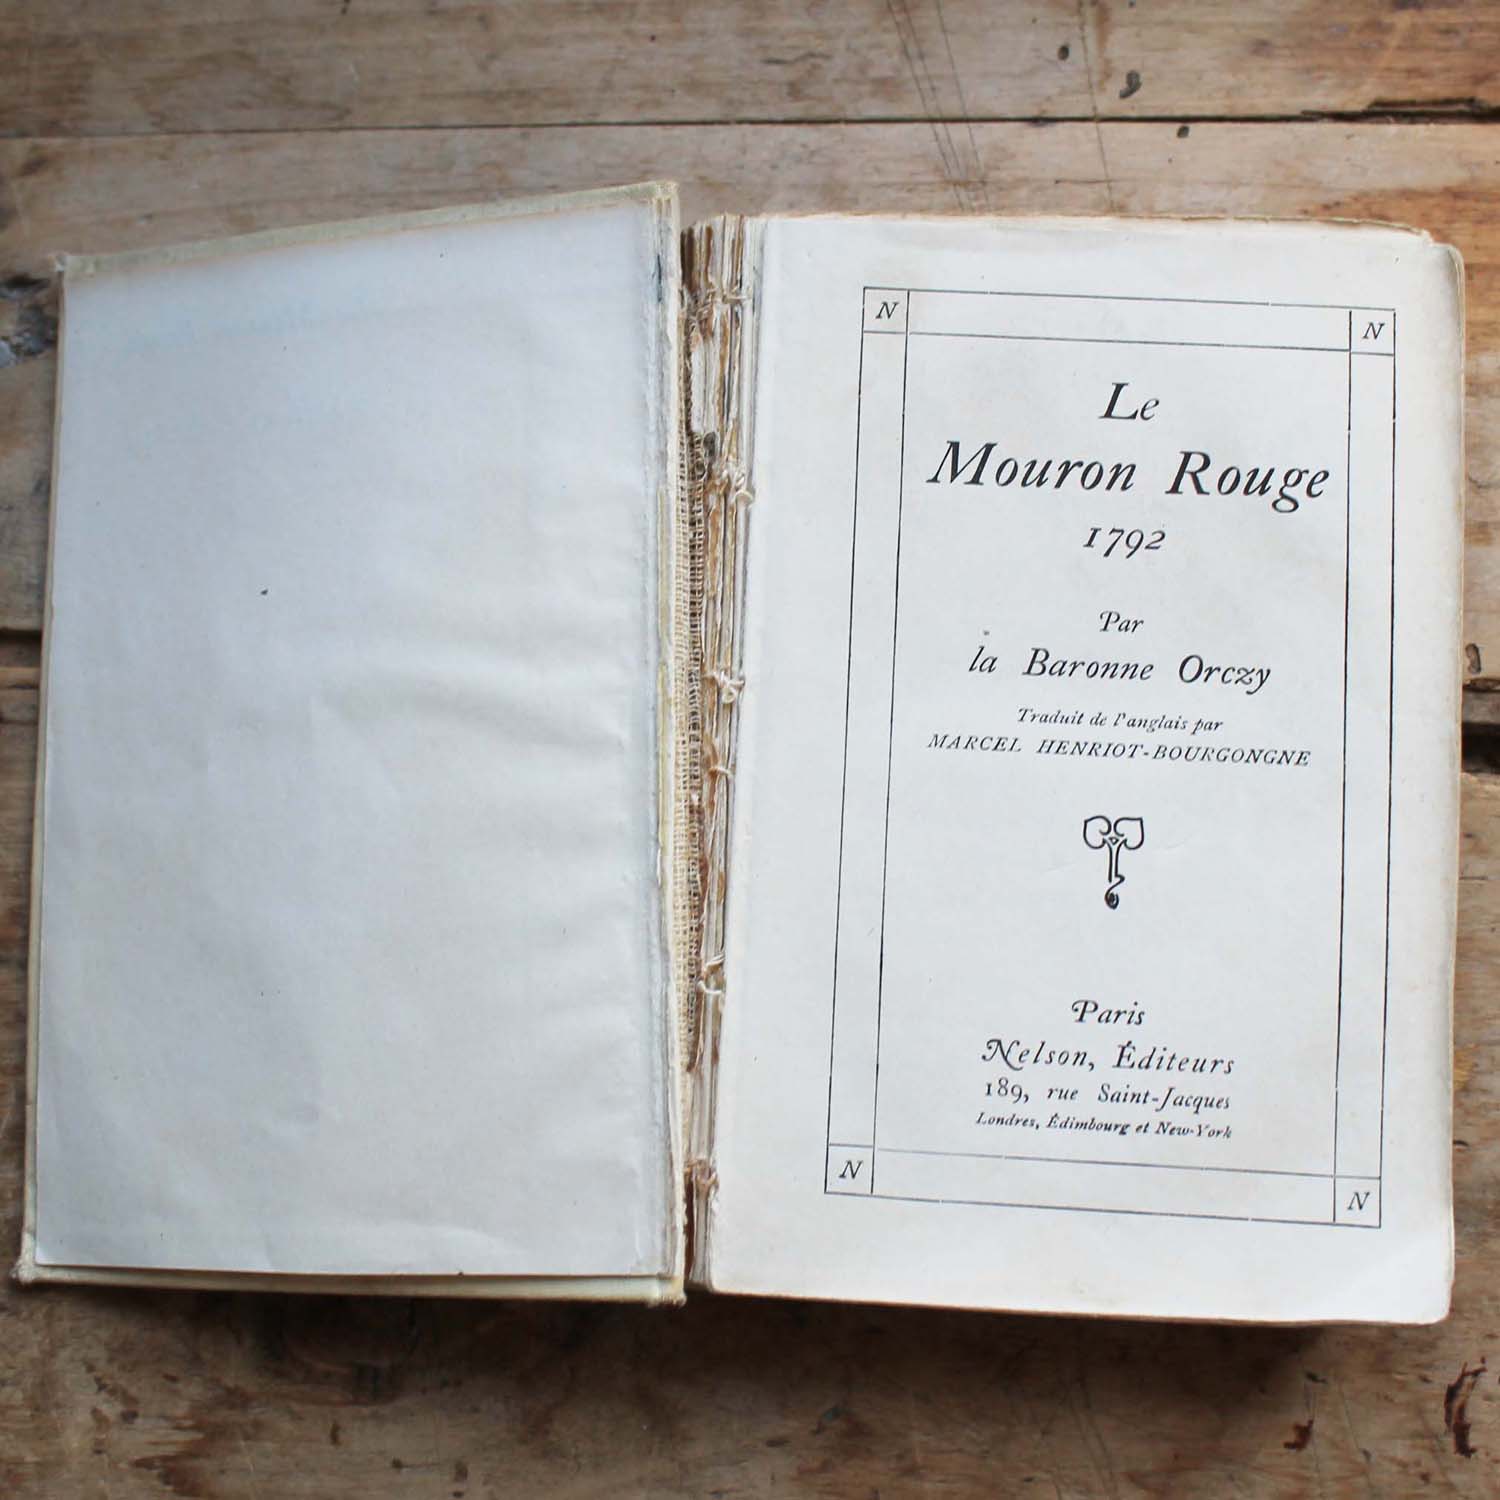 N N
Le
Mouron Rouge
1792
Par
la Baronne Orczy
Traduit de l'anglais par
MARCEL HENRIOT-BOURGONGNE
Paris
Nelson, Éditeurs
189, rue Saint-Jacques
Londres, Édimbourg et New-York
N N